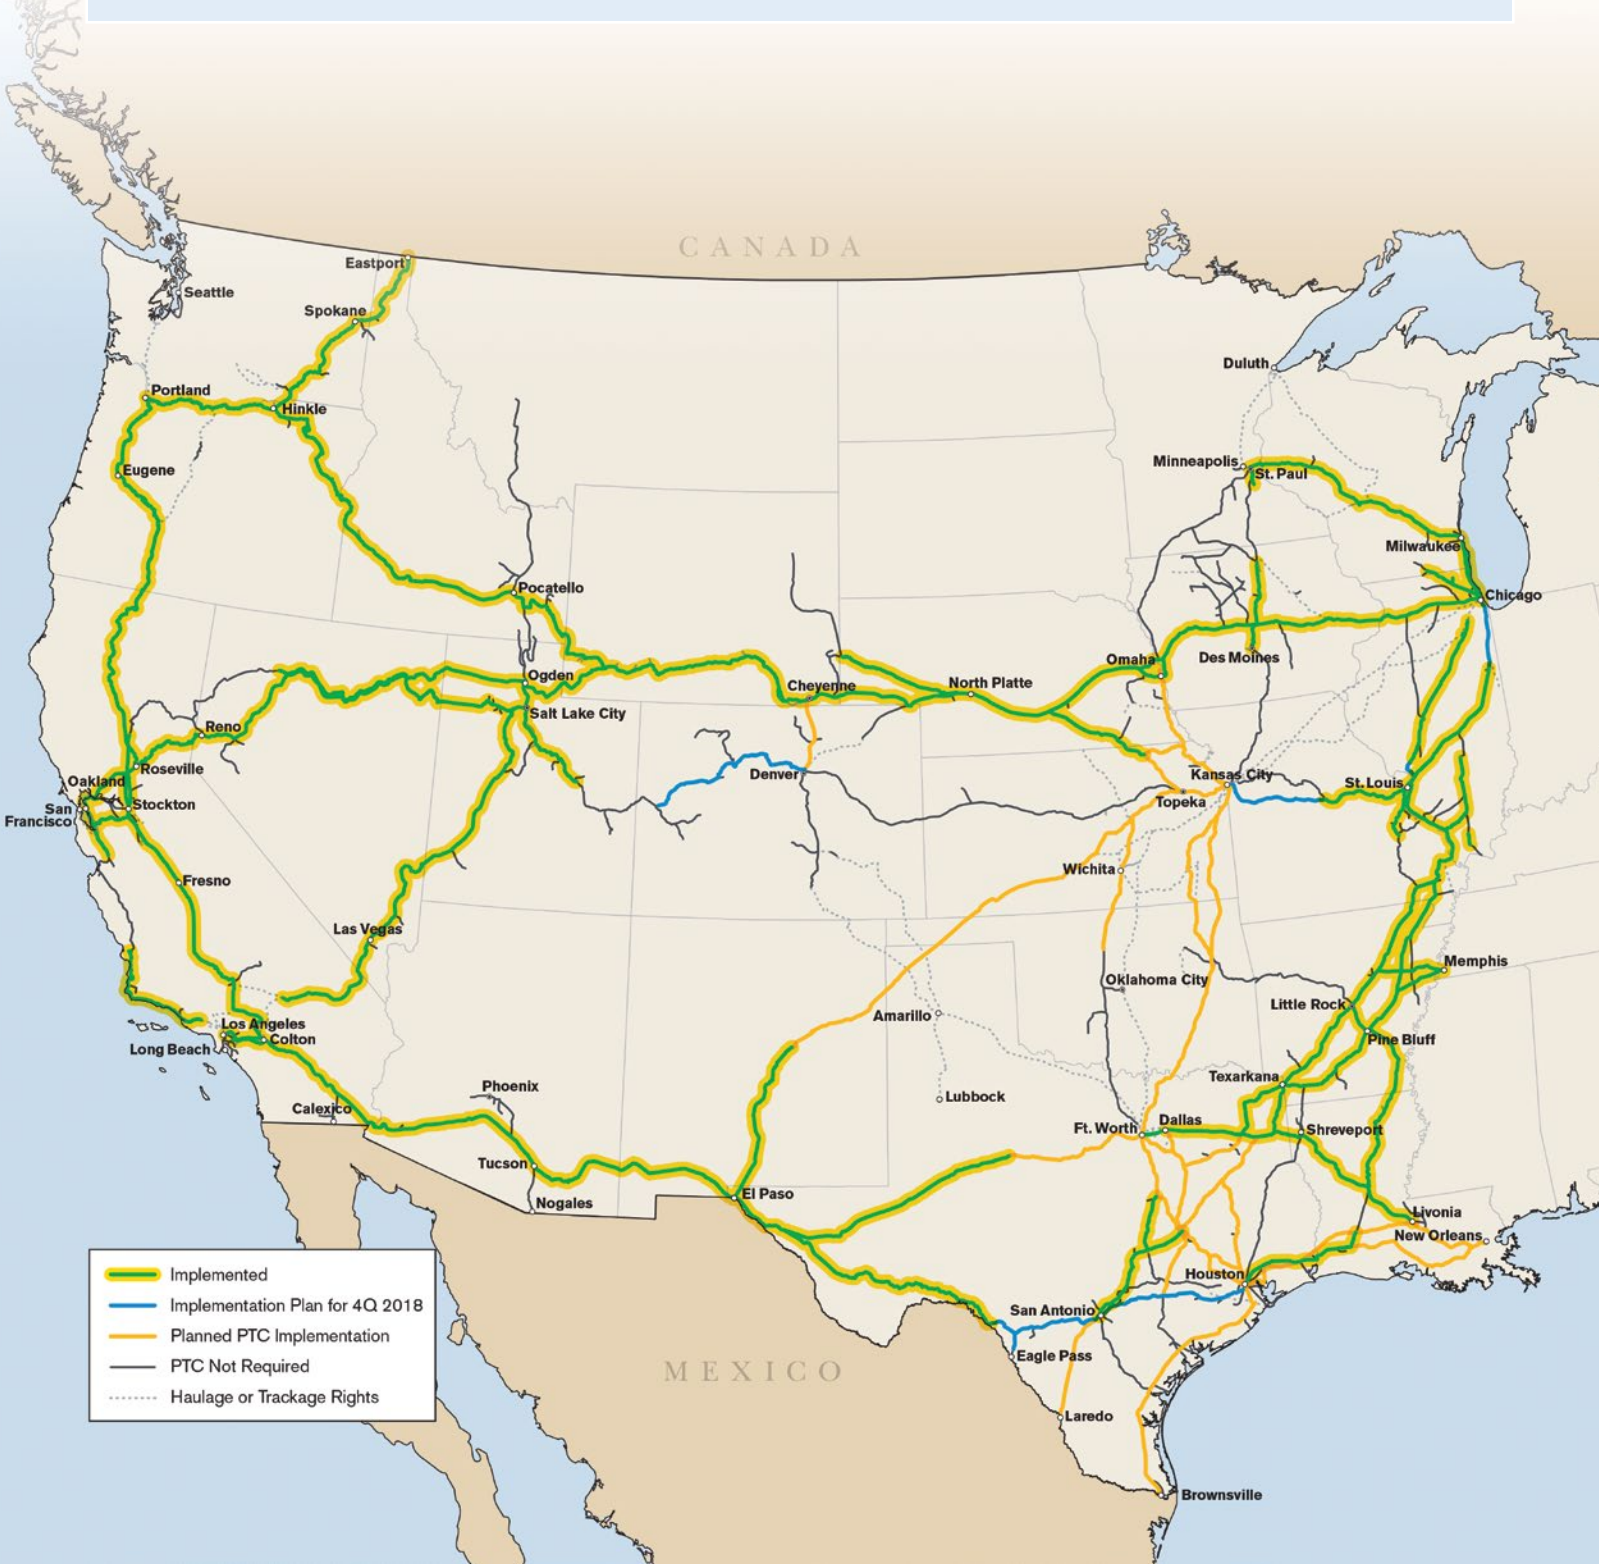 CANADA
Eastport
Seattle
Spokane
Duluth
Portland
Hinkle
Minneapolis
Eugene
St. Paul
Milwaukee
Pocatello
Chicago
Omaha
Des Moines
Ogden
North Platte
Cheyenne
Salt Lake City
Reno
Roseville
Denver
Kansas City
Oakland
St. Louis
San
Francisco
Stockton
Topeka
Wichita
Fresno
Las Vegas
Memphis
Oklahoma City
Little Rock
Amarillo
Los Angeles
Colton
Pine Bluff
Long Beach
Texarkana
Phoenix
Lubbock
Calexico
Dallas
Ft. Worth
Shreveport
Tucson
El Paso
Nogales
Livonia
New Orleans
Houston
Implemented
Implementation Plan for 4Q 2018
San Antonio
Planned PTC Implementation
Eagle Pass
PTC Not Required
MEXICO
Haulage or Trackage Rights
Laredo
Brownsville